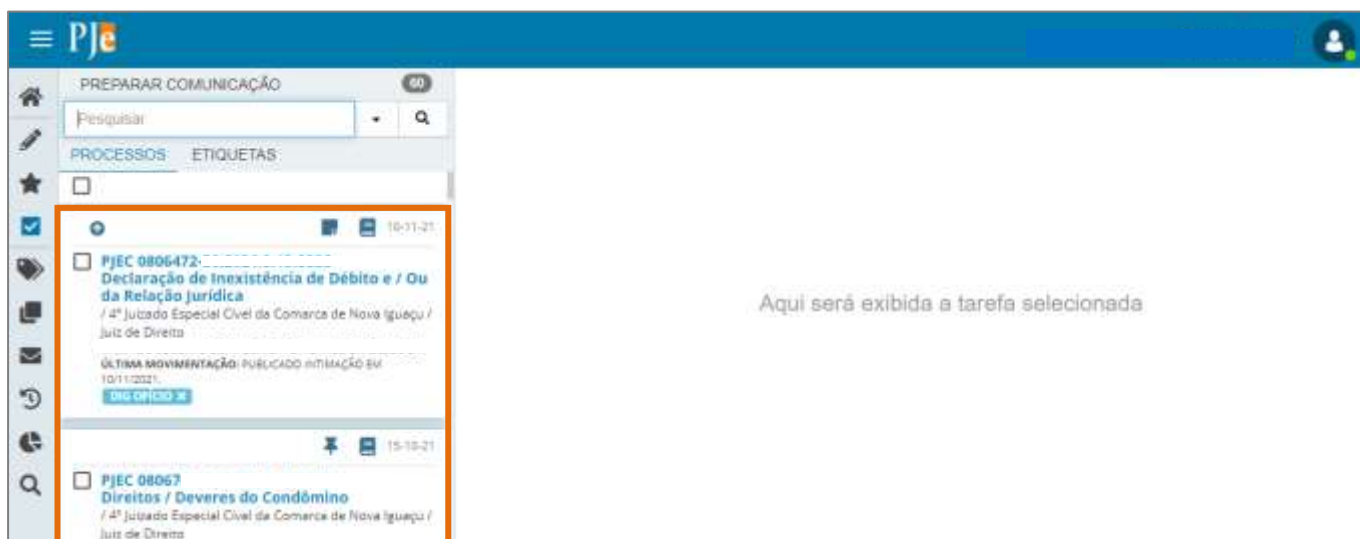 PJe
PREPARAR COMUNICAÇÃO 60
Pesquisar
PROCESSOS ETIQUETAS
10-11-21
PJEC 0806472-
Declaração de Inexistência de Débito e / Ou
da Relação Jurídica
/ 4º Juizado Especial Cível da Comarca de Nova Iguaçu /
Juiz de Direito
ÚLTIMA MOVIMENTAÇÃO: PUBLICADO INTIMAÇÃO EM
10/11/2021.
DIG OFÍCIO ×
15-10-21
PJEC 08067
Direitos / Deveres do Condômino
/ 4º Juizado Especial Cível da Comarca de Nova Iguaçu /
Juiz de Direito
Aqui será exibida a tarefa selecionada